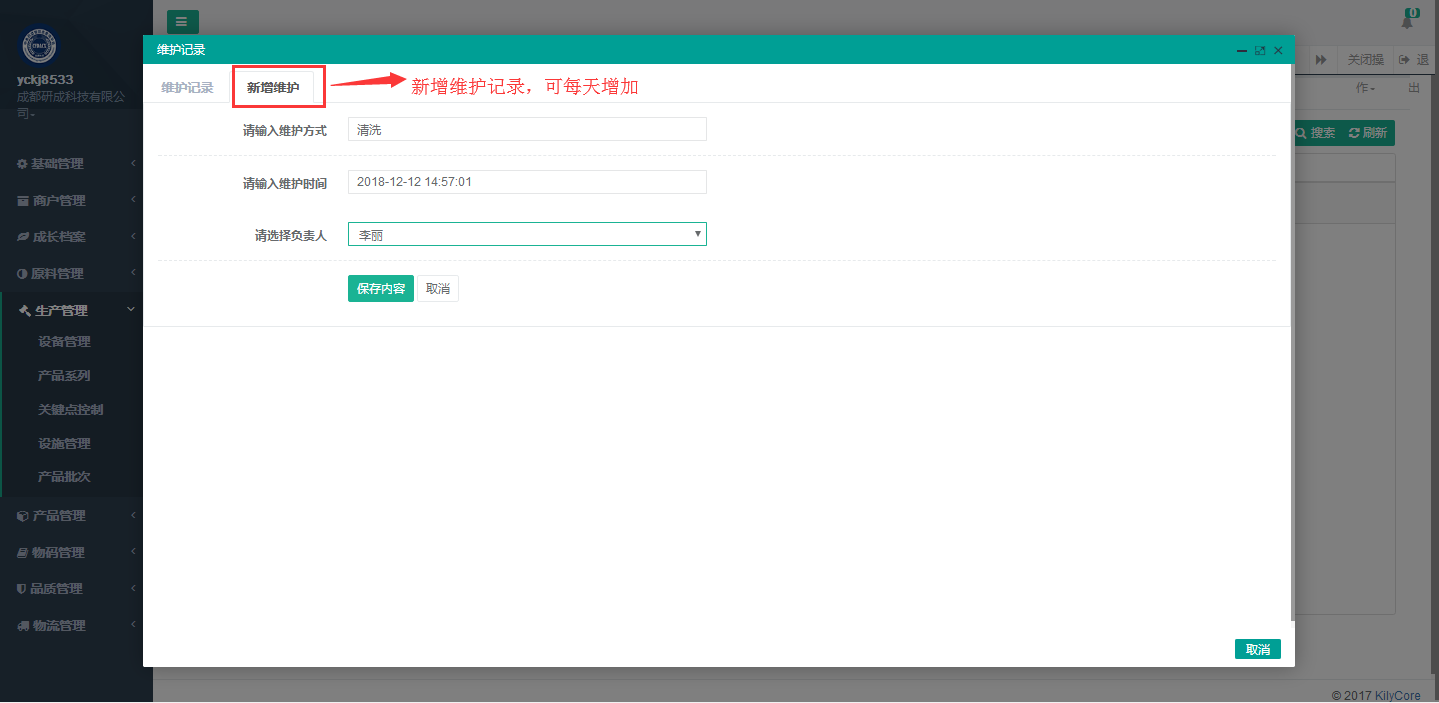 0
yckj8533
成都研成科技有限公
司
基础管理
商户管理
成长档案
原料管理
生产管理
设备管理
产品系列
关键点控制
设施管理
产品批次
产品管理
物码管理
品质管理
物流管理
维护记录
维护记录 新增维护
新增维护记录，可每天增加
请输入维护方式 清洗
请输入维护时间 2018-12-12 14:57:01
请选择负责人 李丽
保存内容 取消
取消
关闭操 退
作 出
搜索 刷新
© 2017 KilyCore